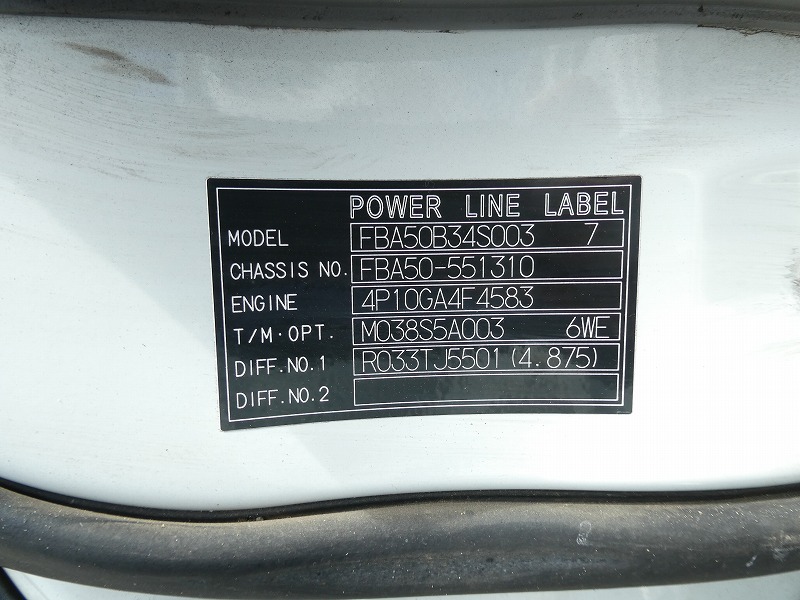 POWER LINE LABEL
MODEL FBA50B34S003 7
CHASSIS NO. FBA50-551310
ENGINE 4P10GA4F4583
T/M·OPT. M038S5A003 6WE
DIFF.NO.1 R033TJ5501(4.875)
DIFF.NO.2